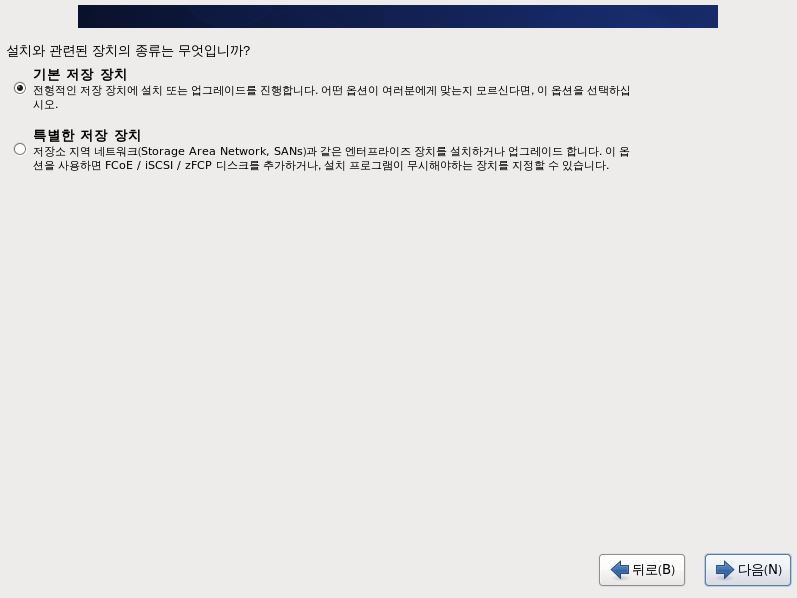 설치와 관련된 장치의 종류는 무엇입니까?
기본 저장 장치
전형적인 저장 장치에 설치 또는 업그레이드를 진행합니다. 어떤 옵션이 여러분에게 맞는지 모르신다면, 이 옵션을 선택하십
시오.
특별한 저장 장치
저장소 지역 네트워크(Storage Area Network, SANs)과 같은 엔터프라이즈 장치를 설치하거나 업그레이드 합니다. 이 옵
션을 사용하면 FCoE / iSCSI / zFCP 디스크를 추가하거나, 설치 프로그램이 무시해야하는 장치를 지정할 수 있습니다.
뒤로(B)
다음(N)